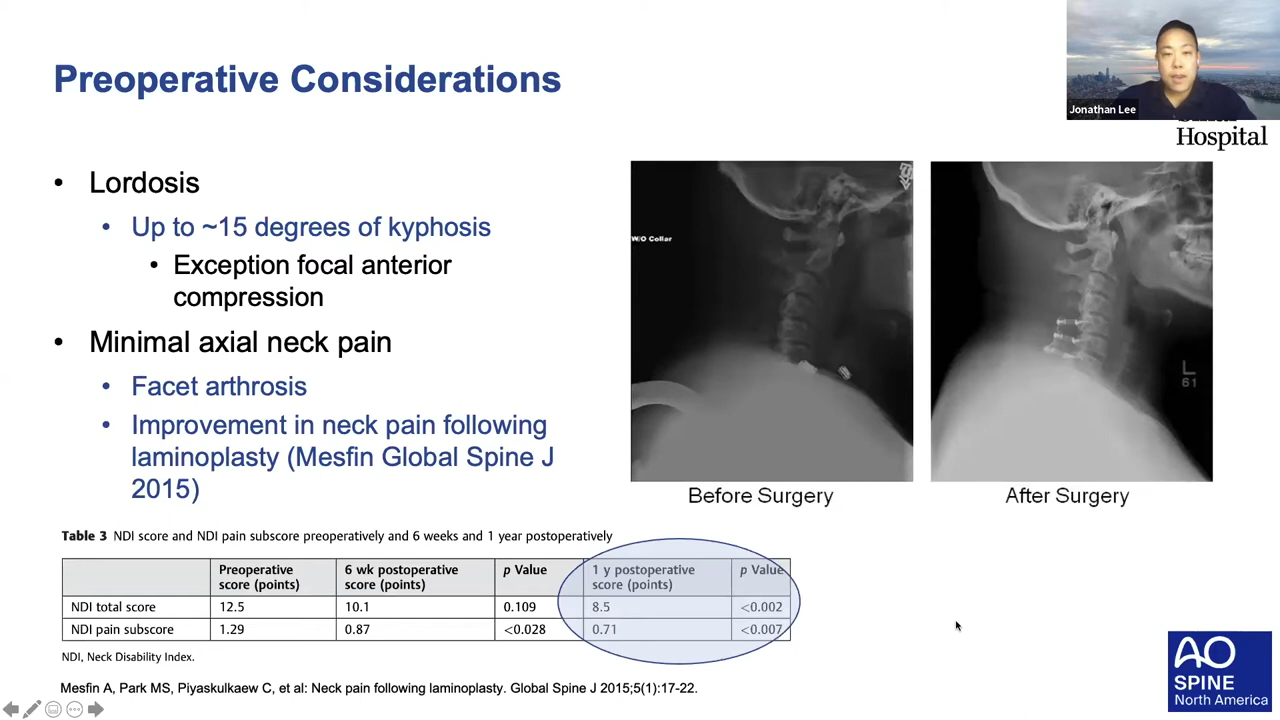 Preoperative Considerations
Jonathan Lee
Hospital
• Lordosis
• Up to ~15 degrees of kyphosis
• Exception focal anterior
compression
• Minimal axial neck pain
• Facet arthrosis
• Improvement in neck pain following
laminoplasty (Mesfin Global Spine J
2015)
W/O Collar
L
61
Before Surgery
After Surgery
Table 3 NDI score and NDI pain subscore preoperatively and 6 weeks and 1 year postoperatively
Preoperative score (points) 6 wk postoperative score (points) p Value 1 y postoperative score (points) p Value
NDI total score 12.5 10.1 0.109 8.5 <0.002
NDI pain subscore 1.29 0.87 <0.028 0.71 <0.007
NDI, Neck Disability Index.
Mesfin A, Park MS, Piyaskulkaew C, et al: Neck pain following laminoplasty. Global Spine J 2015;5(1):17-22.
AO
SPINE
North America